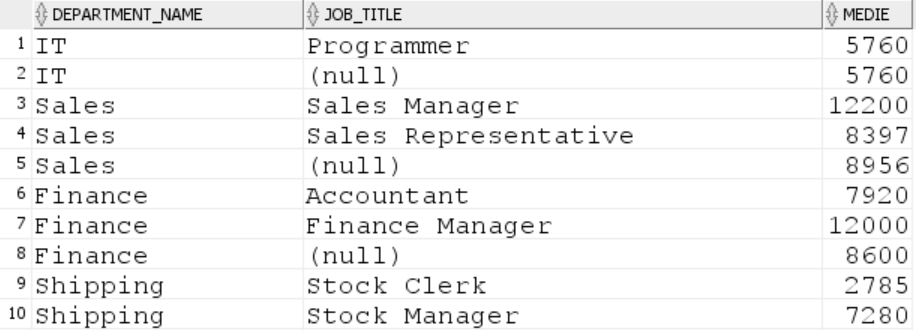 DEPARTMENT_NAME JOB_TITLE MEDIE
1 IT Programmer 5760
2 IT (null) 5760
3 Sales Sales Manager 12200
4 Sales Sales Representative 8397
5 Sales (null) 8956
6 Finance Accountant 7920
7 Finance Finance Manager 12000
8 Finance (null) 8600
9 Shipping Stock Clerk 2785
10 Shipping Stock Manager 7280